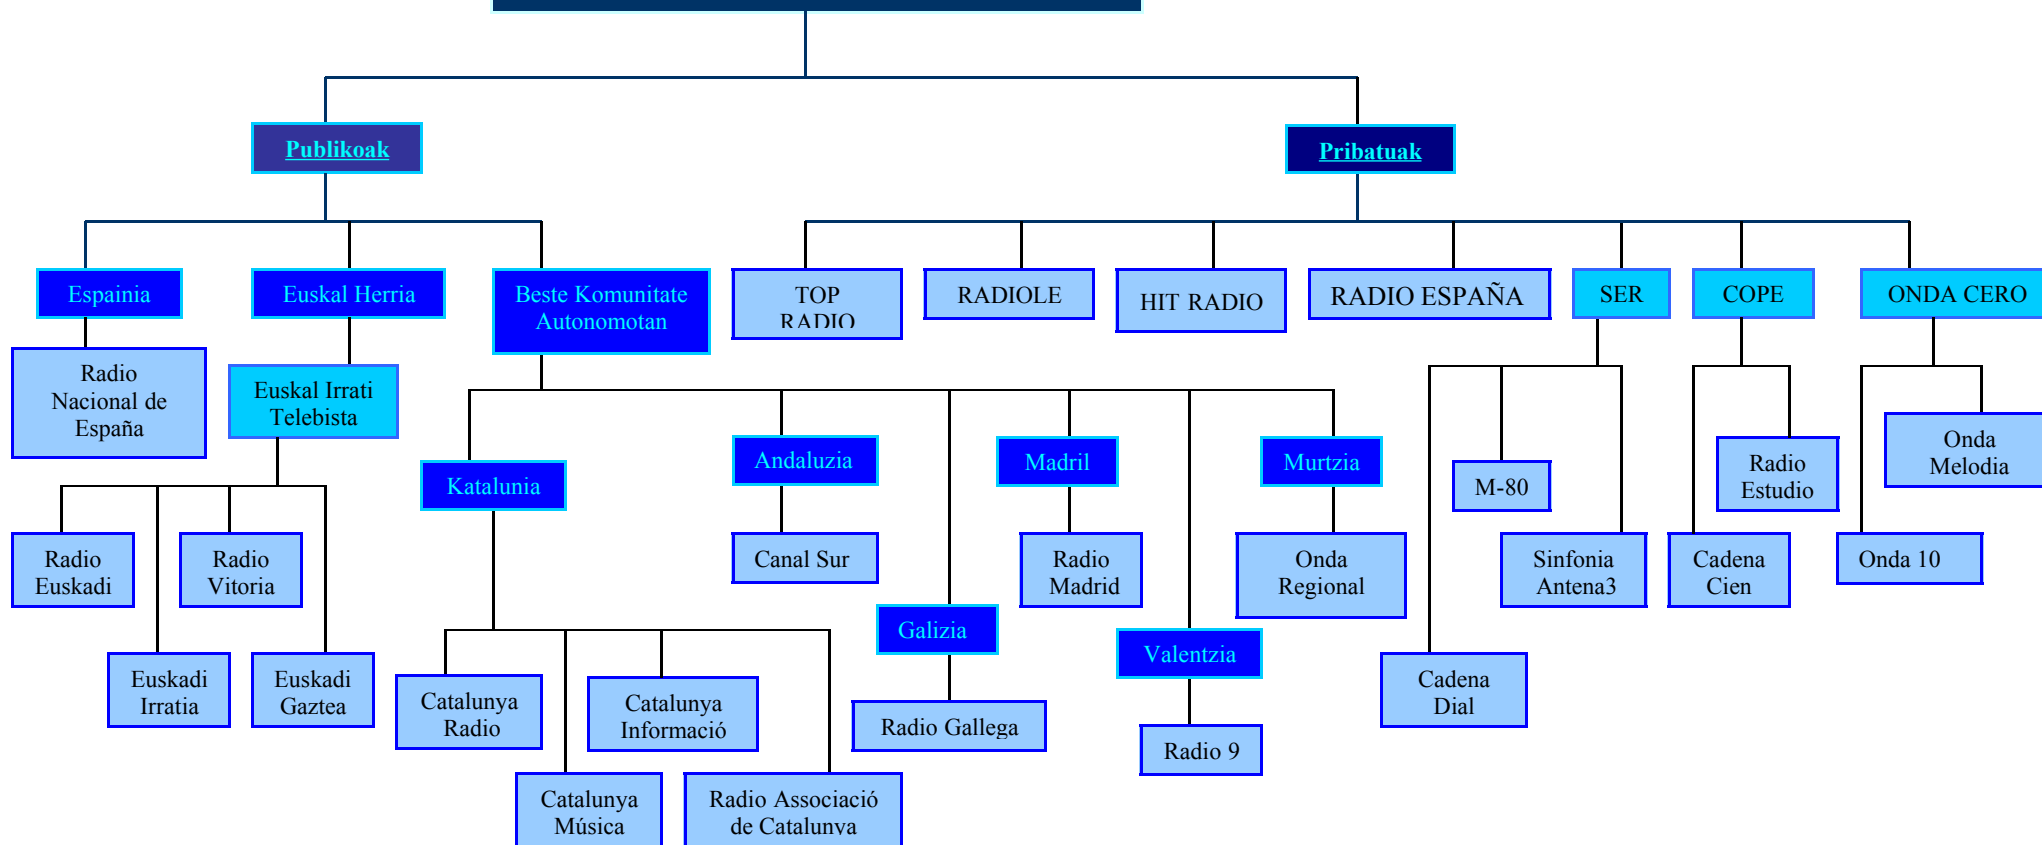 Publikoak
Pribatuak
Espainia
Euskal Herria
Beste Komunitate
Autonomotan
TOP
RADIO
RADIOLE
HIT RADIO
RADIO ESPAÑA
SER
COPE
ONDA CERO
Radio
Nacional de
España
Euskal Irrati
Telebista
Katalunia
Andaluzia
Madril
Murtzia
M-80
Radio
Estudio
Onda
Melodia
Radio
Euskadi
Radio
Vitoria
Canal Sur
Radio
Madrid
Onda
Regional
Sinfonia
Antena3
Cadena
Cien
Onda 10
Galizia
Valentzia
Euskadi
Irratia
Euskadi
Gaztea
Catalunya
Radio
Catalunya
Informació
Radio Gallega
Radio 9
Cadena
Dial
Catalunya
Música
Radio Associació
de Catalunya